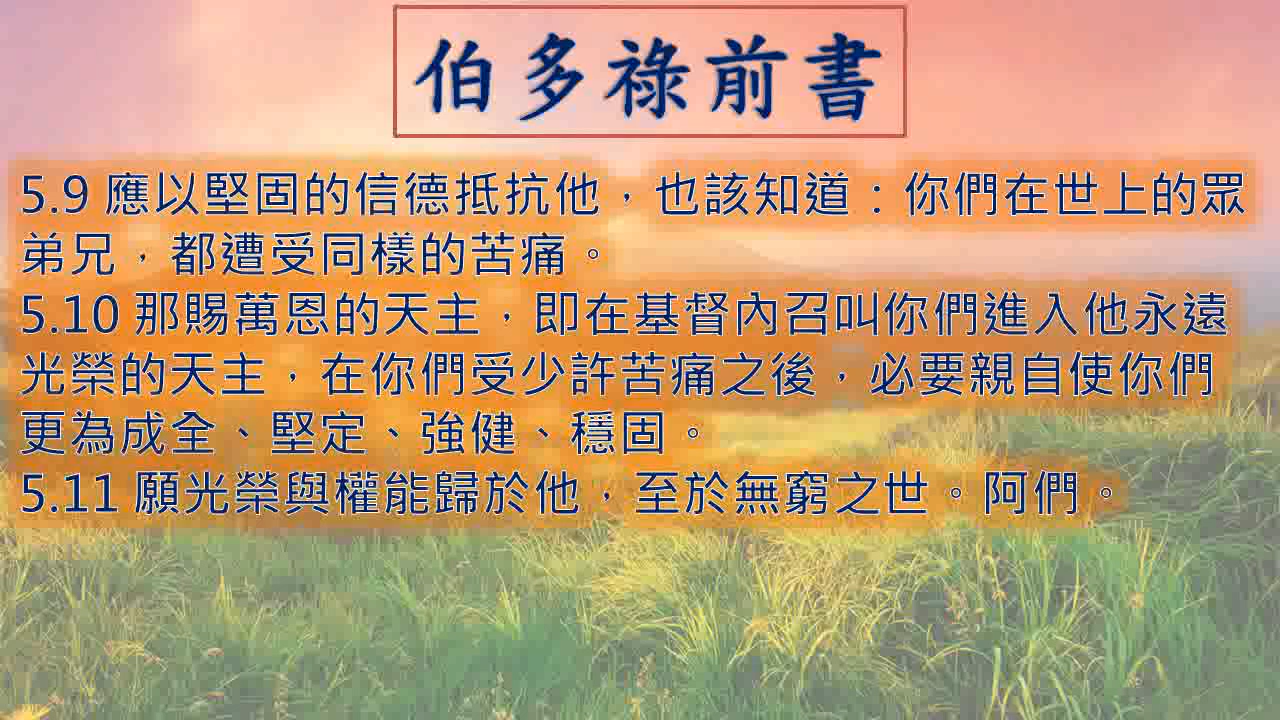 伯多祿前書
5.9 應以堅固的信德抵抗他，也該知道：你們在世上的眾
弟兄，都遭受同樣的苦痛。
5.10 那賜萬恩的天主，即在基督內召叫你們進入他永遠
光榮的天主，在你們受少許苦痛之後，必要親自使你們
更為成全、堅定、強健、穩固。
5.11 願光榮與權能歸於他，至於無窮之世。阿們。